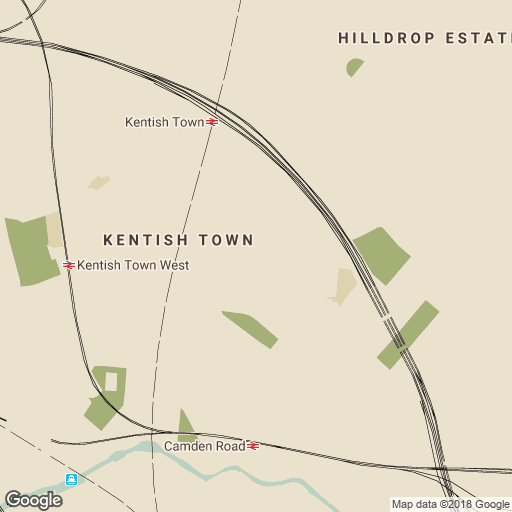 HILLDROP ESTATE
Kentish Town
KENTISH TOWN
Kentish Town West
Camden Road
Google
Map data ©2018 Google